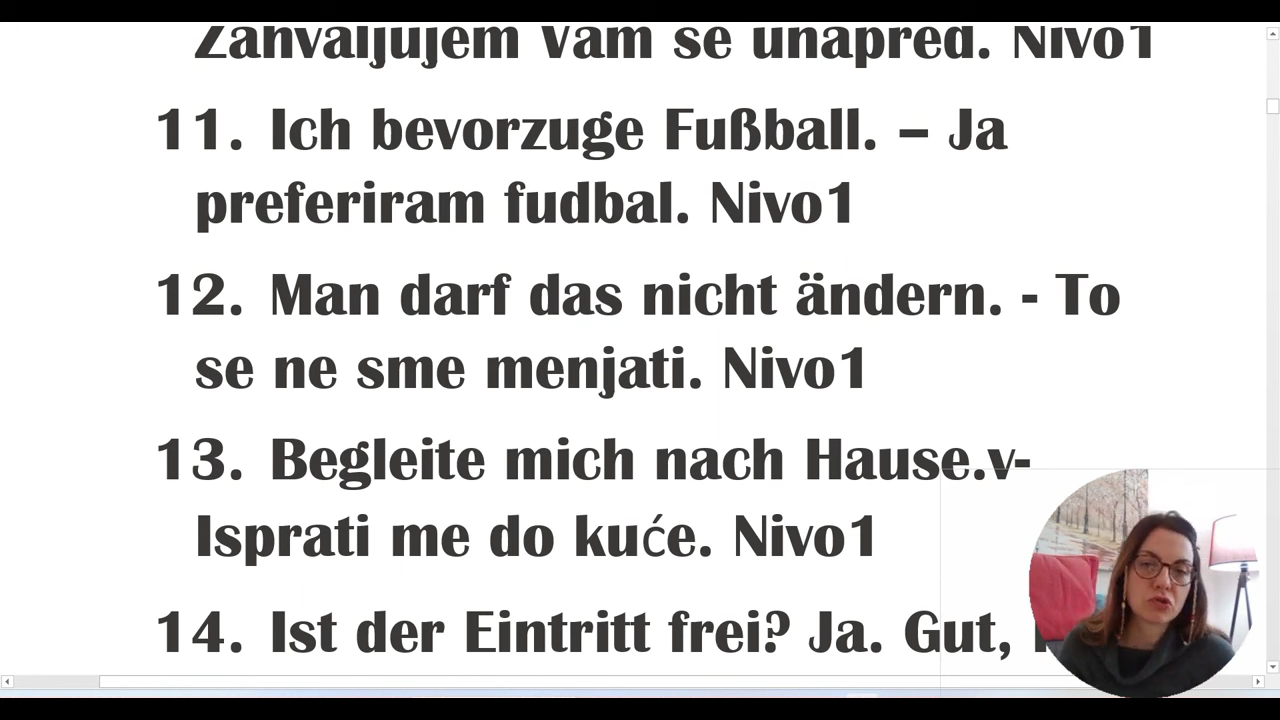 Zahvaljujem Vam se unapred. Nivo1
11. Ich bevorzuge Fußball. – Ja
preferiram fudbal. Nivo1
12. Man darf das nicht ändern. - To
se ne sme menjati. Nivo1
13. Begleite mich nach Hause.v-
Isprati me do kuće. Nivo1
14. Ist der Eintritt frei? Ja. Gut,